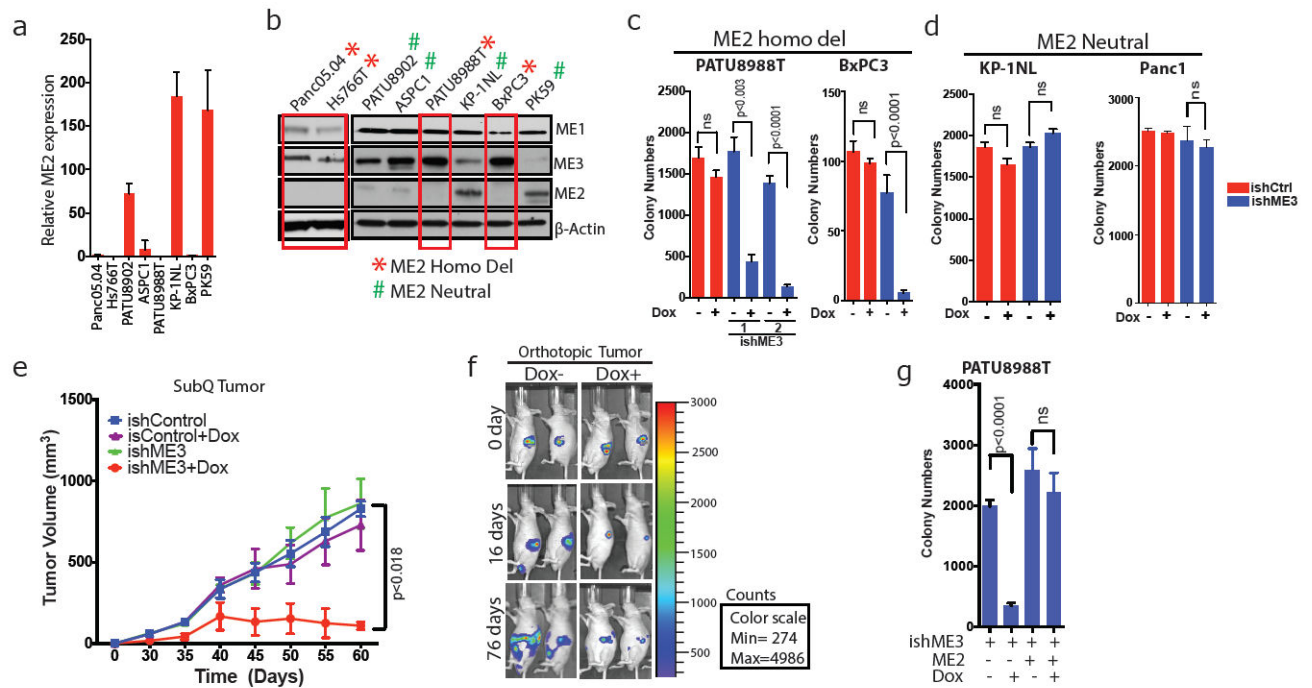 a
Relative ME2 expression
250
200
150
100
50
0
Panc05.04
Hs766T
PATU8902
ASPC1
PATU8988T
KP-1NL
BxPC3
PK59
b
Panc05.04 *
Hs766T *
PATU8902 #
ASPC1 #
PATU8988T *
KP-1NL #
BxPC3 *
PK59 #
ME1
ME3
ME2
β-Actin
* ME2 Homo Del
# ME2 Neutral
c
ME2 homo del
PATU8988T
Colony Numbers
2500
2000
1500
1000
500
0
ns
p<0.003
p<0.0001
Dox - + - + - +
1 2
ishME3
BxPC3
Colony Numbers
150
100
50
0
ns
p<0.0001
Dox - + - +
d
ME2 Neutral
KP-1NL
Colony Numbers
2500
2000
1500
1000
500
0
ns
ns
Dox - + - +
Panc1
Colony Numbers
3000
2500
2000
1500
1000
500
0
ns
Dox - + - +
ishCtrl
ishME3
e
SubQ Tumor
Tumor Volume (mm³)
1500
1000
500
0
ishControl
isControl+Dox
ishME3
ishME3+Dox
p<0.018
0 30 35 40 45 50 55 60
Time (Days)
f
Orthotopic Tumor
Dox- Dox+
0 day
16 days
76 days
3000
2500
2000
1500
1000
500
Counts
Color scale
Min= 274
Max=4986
g
PATU8988T
Colony Numbers
4000
3000
2000
1000
0
p<0.0001
ns
ishME3 + + + +
ME2 - - + +
Dox - + - +